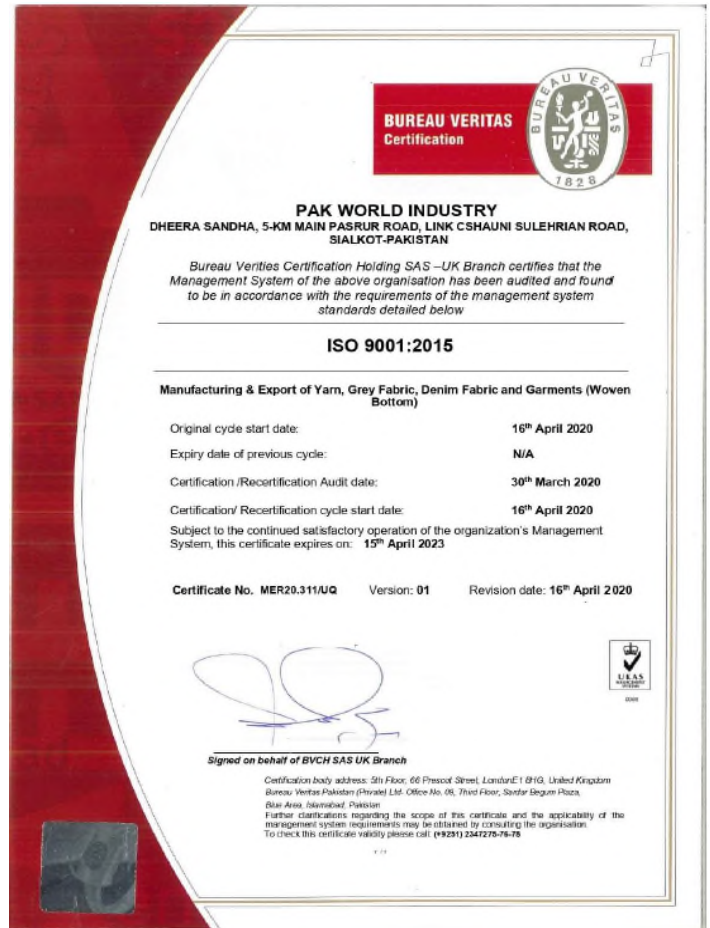 BUREAU VERITAS
Certification
BUREAU VERITAS
1828
PAK WORLD INDUSTRY
DHEERA SANDHA, 5-KM MAIN PASRUR ROAD, LINK CSHAUNI SULEHRIAN ROAD,
SIALKOT-PAKISTAN
Bureau Verities Certification Holding SAS –UK Branch certifies that the
Management System of the above organisation has been audited and found
to be in accordance with the requirements of the management system
standards detailed below
ISO 9001:2015
Manufacturing & Export of Yarn, Grey Fabric, Denim Fabric and Garments (Woven
Bottom)
Original cycle start date: 16th April 2020
Expiry date of previous cycle: N/A
Certification /Recertification Audit date: 30th March 2020
Certification/ Recertification cycle start date: 16th April 2020
Subject to the continued satisfactory operation of the organization's Management
System, this certificate expires on: 15th April 2023
Certificate No. MER20.311/UQ Version: 01 Revision date: 16th April 2020
UKAS
MANAGEMENT
SYSTEMS
Signed on behalf of BVCH SAS UK Branch
Certification body address: 5th Floor, 66 Prescot Street, LondonE1 8HG, United Kingdom
Bureau Veritas Pakistan (Private) Ltd- Office No. 09, Third Floor, Sardar Begum Plaza,
Blue Area, Islamabad, Pakistan
Further clarifications regarding the scope of this certificate and the applicability of the
management system requirements may be obtained by consulting the organisation
To check this certificate validity please call: (+9251) 2347275-76-78